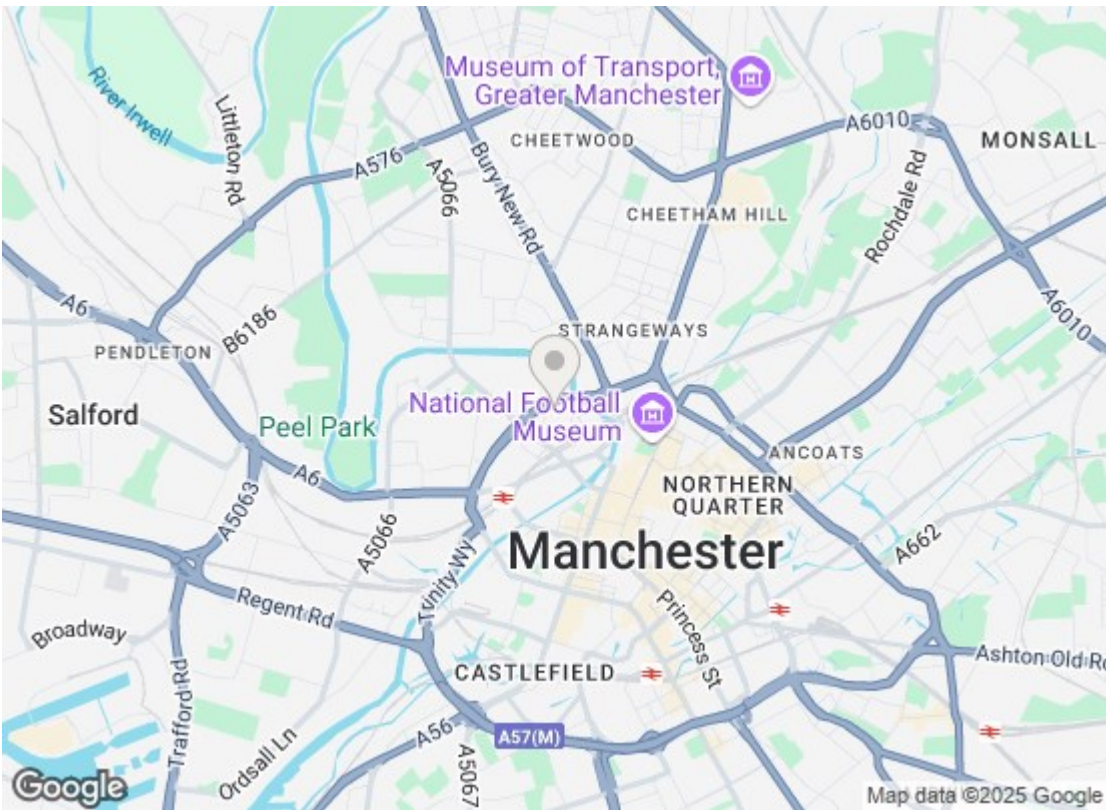 Museum of Transport,
Greater Manchester
A6010
MONSALL
CHEETWOOD
River Irwell
Littleton Rd
A576
A5066
Bury New Rd
Rochdale Rd
CHEETHAM HILL
A6
B6186
A6010
PENDLETON
STRANGEWAYS
Salford
Peel Park
National Football
Museum
ANCOATS
A6
NORTHERN
QUARTER
A5063
A5066
Manchester
A662
Trinity Wy
Regent Rd
Princess St
Broadway
CASTLEFIELD
Ashton Old Rd
Trafford Rd
Ordsall Ln
A56
A57(M)
A5067
Google
Map data ©2025 Google